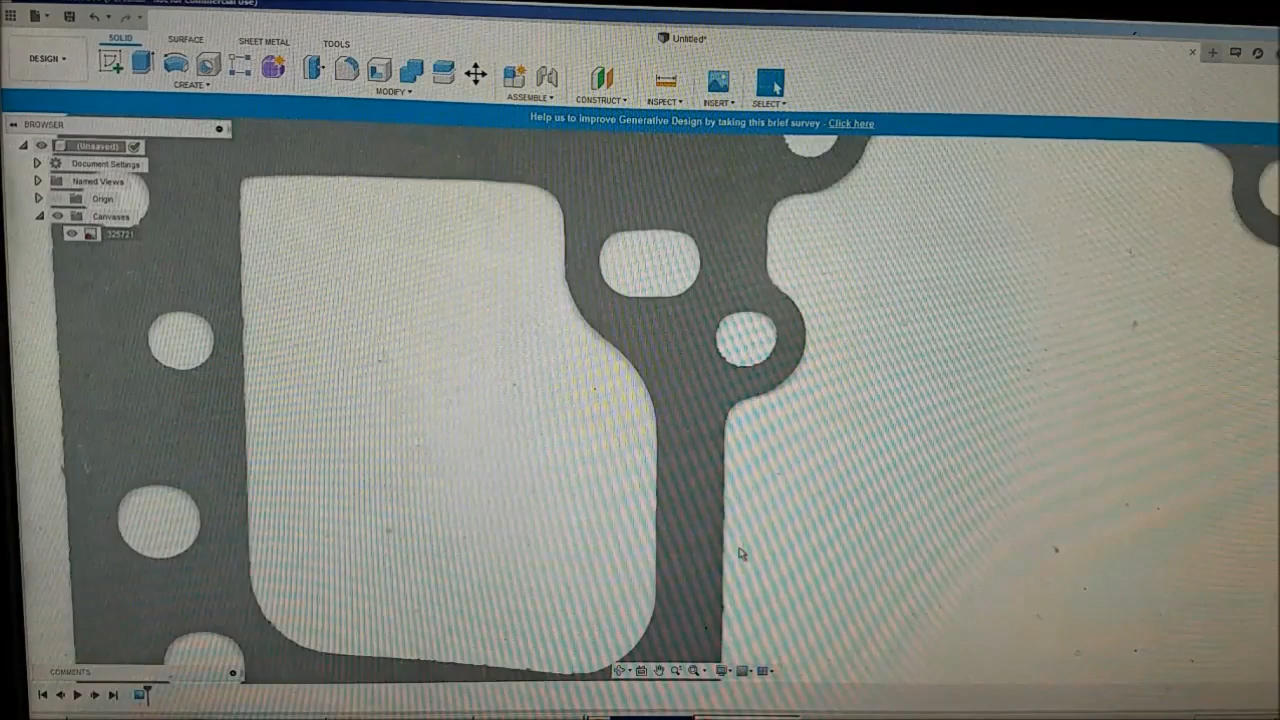 Untitled*
SOLID
SURFACE
SHEET METAL
TOOLS
DESIGN
CREATE
MODIFY
ASSEMBLE
CONSTRUCT
INSPECT
INSERT
SELECT
Help us to improve Generative Design by taking this brief survey - Click here
BROWSER
(Unsaved)
Document Settings
Named Views
Origin
Canvases
325721
COMMENTS